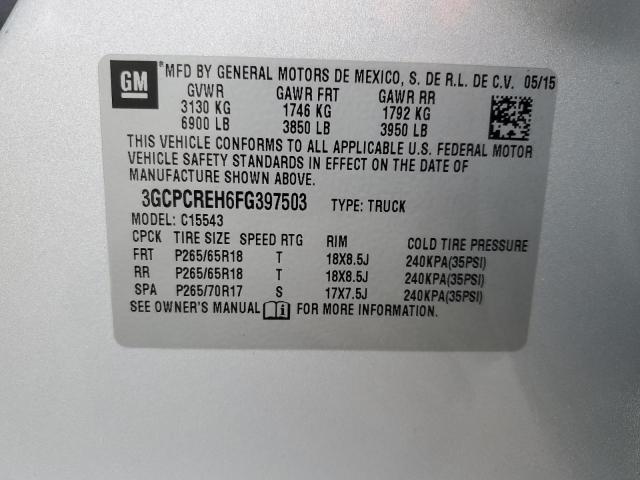 GM MFD BY GENERAL MOTORS DE MEXICO, S. DE R.L. DE C.V. 05/15
GVWR GAWR FRT GAWR RR
3130 KG 1746 KG 1792 KG
6900 LB 3850 LB 3950 LB
THIS VEHICLE CONFORMS TO ALL APPLICABLE U.S. FEDERAL MOTOR
VEHICLE SAFETY STANDARDS IN EFFECT ON THE DATE OF
MANUFACTURE SHOWN ABOVE.
3GCPCREH6FG397503 TYPE: TRUCK
MODEL: C15543
CPCK TIRE SIZE SPEED RTG RIM COLD TIRE PRESSURE
FRT P265/65R18 T 18X8.5J 240KPA(35PSI)
RR P265/65R18 T 18X8.5J 240KPA(35PSI)
SPA P265/70R17 S 17X7.5J 240KPA(35PSI)
SEE OWNER'S MANUAL i FOR MORE INFORMATION.